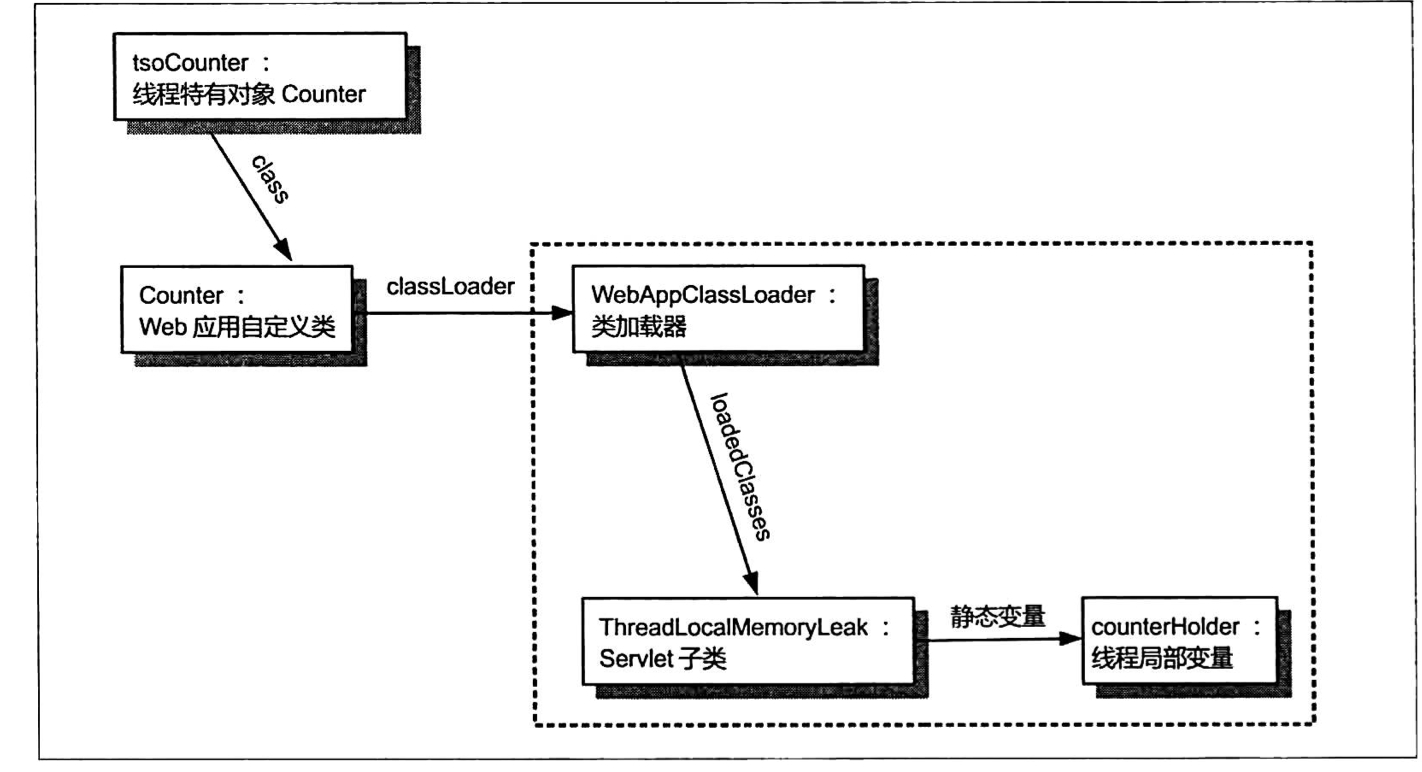 tsoCounter ：
线程特有对象 Counter
class
Counter ：
Web 应用自定义类
classLoader
WebAppClassLoader ：
类加载器
loadedClasses
ThreadLocalMemoryLeak ：
Servlet 子类
静态变量
counterHolder ：
线程局部变量